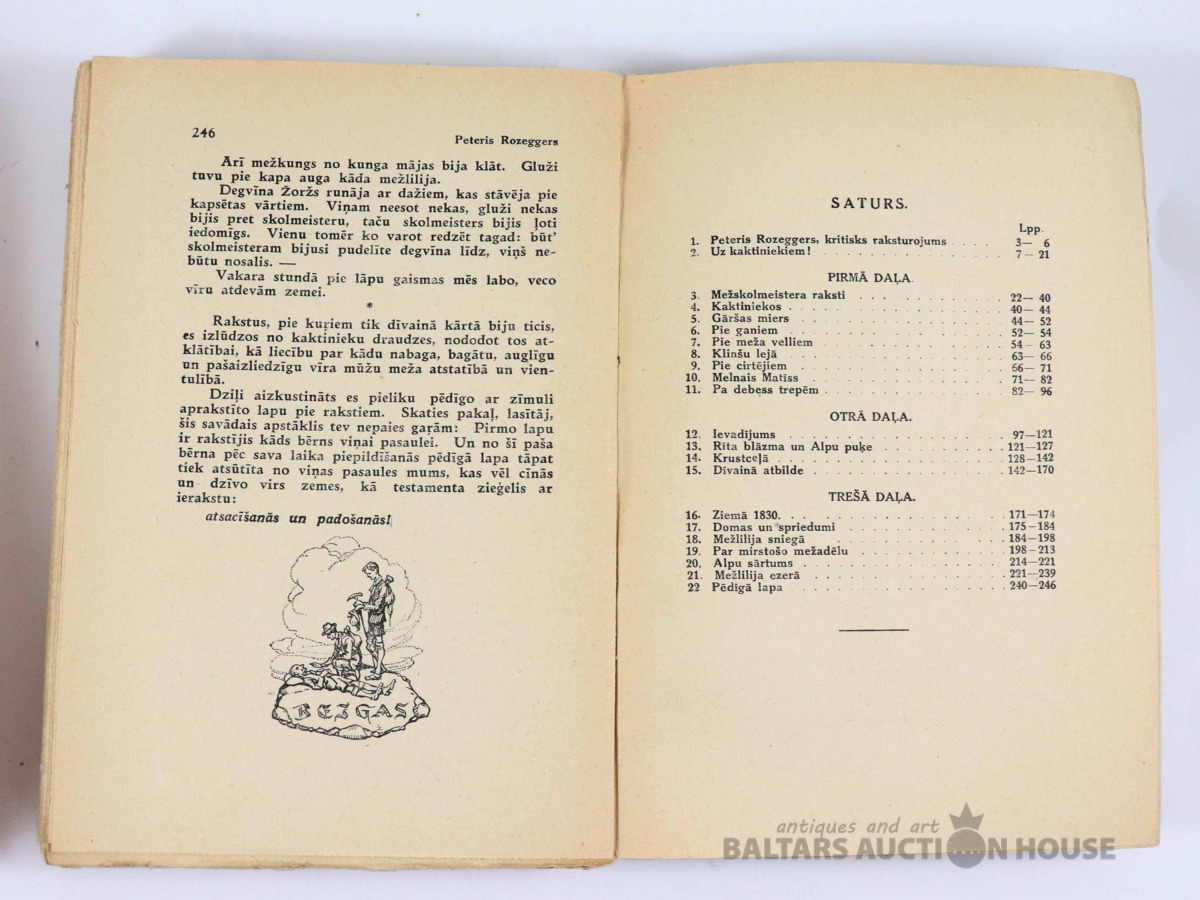 246
Peteris Rozeggers
Arī mežkungs no kunga mājas bija klāt. Gluži
tuvu pie kapa auga kāda mežlilija.
Degvīna Žoržs runāja ar dažiem, kas stāvēja pie
kapsētas vārtiem. Viņam neesot nekas, gluži nekas
bijis pret skolmeisteru, taču skolmeisters bijis ļoti
iedomīgs. Vienu tomēr ko varot redzēt tagad: būt'
skolmeisteram bijusi pudelīte degvīna līdz, viņš ne-
būtu nosalis. —
Vakara stundā pie lāpu gaismas mēs labo, veco
vīru atdevām zemei.
*
Rakstus, pie kuŗiem tik dīvainā kārtā biju ticis,
es izlūdzos no kaktinieku draudzes, nododot tos at-
klātībai, kā liecību par kādu nabaga, bagātu, auglīgu
un pašaizliedzīgu vīra mūžu meža atstatībā un vien-
tulībā.
Dziļi aizkustināts es pieliku pēdīgo ar zīmuli
aprakstīto lapu pie rakstiem. Skaties pakaļ, lasītāj,
šis savādais apstāklis tev nepaies gaŗām: Pirmo lapu
ir rakstījis kāds bērns viņai pasaulei. Un no šī paša
bērna pēc sava laika piepildīšanās pēdīgā lapa tāpat
tiek atsūtīta no viņas pasaules mums, kas vēl cīnās
un dzīvo virs zemes, kā testamenta zieģelis ar
ierakstu:
atsacīšanās un padošanās!
BEIGAS
SATURS.
Lpp.
1. Peteris Rozeggers, kritisks raksturojums . . . . 3— 6
2. Uz kaktiniekiem! . . . . . . . . . . . . . . 7—21
PIRMĀ DAĻA.
3. Mežskolmeistera raksti . . . . . . . . . . . 22— 40
4. Kaktiniekos . . . . . . . . . . . . . . 40— 44
5. Gāršas miers . . . . . . . . . . . . . . 44— 52
6. Pie ganiem . . . . . . . . . . . . . . 52— 54
7. Pie meža velliem . . . . . . . . . . . . 54- 63
8. Klinšu lejā . . . . . . . . . . . . . . 63— 66
9. Pie cirtējiem . . . . . . . . . . . . . . 66— 71
10. Melnais Matīss . . . . . . . . . . . . . 71— 82
11. Pa debess trepēm . . . . . . . . . . . . 82— 96
OTRĀ DAĻA.
12. Ievadījums . . . . . . . . . . . . . . 97—121
13. Rīta blāzma un Alpu puķe . . . . . . . . . 121—127
14. Krusteļā . . . . . . . . . . . . . . 128—142
15. Dīvainā atbilde . . . . . . . . . . . . . 142—170
TREŠĀ DAĻA.
16. Ziemā 1830. . . . . . . . . . . . . . . 171—174
17. Domas un spriedumi . . . . . . . . . . . 175-184
18. Mežlilija sniegā . . . . . . . . . . . . 184—198
19. Par mirstošo mežadēlu . . . . . . . . . . 198-213
20. Alpu sārtums . . . . . . . . . . . . . 214—221
21. Mežlilija ezerā . . . . . . . . . . . . 221—239
22 Pēdīgā lapa . . . . . . . . . . . . . . 240—246
antiques and art
BALTARS AUCTION HOUSE